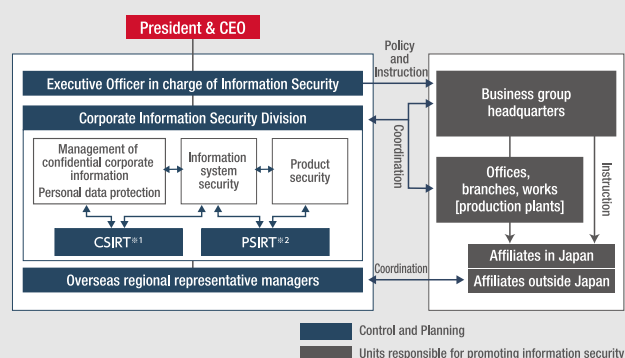 President & CEO
Executive Officer in charge of Information Security
Policy
and
Instruction
Business group
headquarters
Corporate Information Security Division
Management of
confidential corporate
information
Personal data protection
Information
system
security
Product
security
Coordination
Offices,
branches, works
[production plants]
Instruction
CSIRT※1
PSIRT※2
Affiliates in Japan
Overseas regional representative managers
Coordination
Affiliates outside Japan
Control and Planning
Units responsible for promoting information security